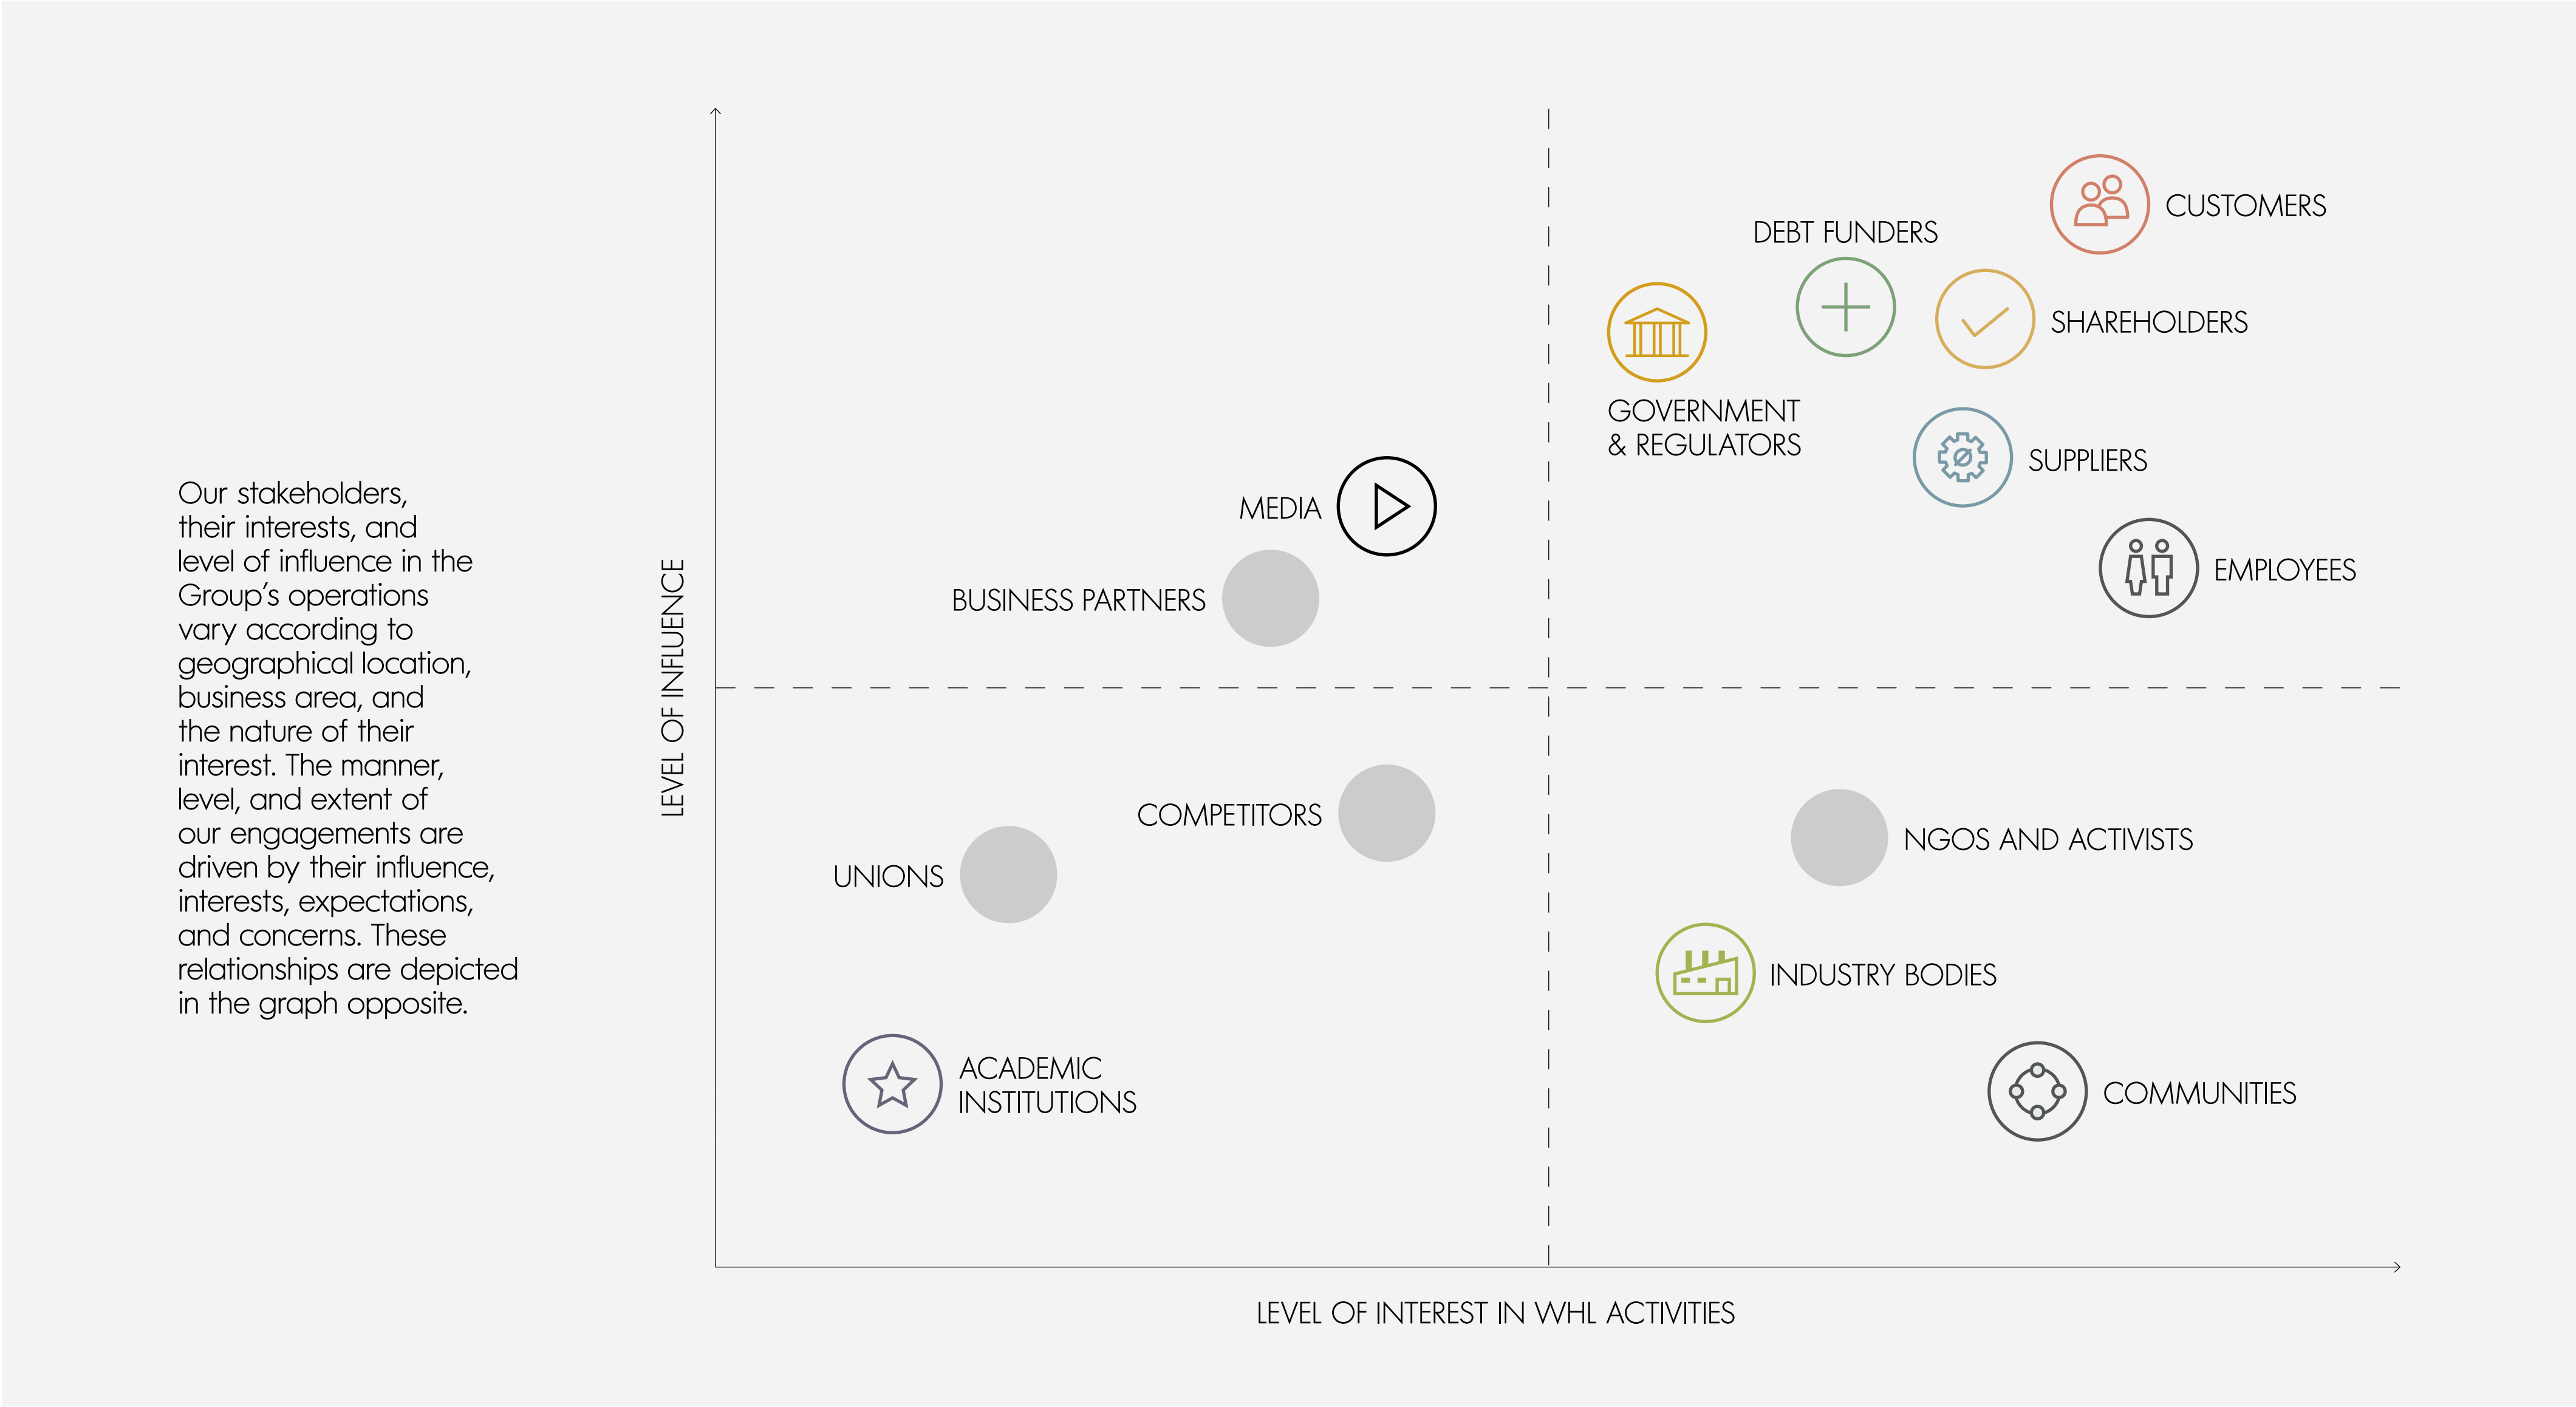 Our stakeholders,
their interests, and
level of influence in the
Group’s operations
vary according to
geographical location,
business area, and
the nature of their
interest. The manner,
level, and extent of
our engagements are
driven by their influence,
interests, expectations,
and concerns. These
relationships are depicted
in the graph opposite.
LEVEL OF INFLUENCE
CUSTOMERS
DEBT FUNDERS
SHAREHOLDERS
GOVERNMENT
& REGULATORS
SUPPLIERS
MEDIA
EMPLOYEES
BUSINESS PARTNERS
COMPETITORS
NGOS AND ACTIVISTS
UNIONS
INDUSTRY BODIES
ACADEMIC
INSTITUTIONS
COMMUNITIES
LEVEL OF INTEREST IN WHL ACTIVITIES